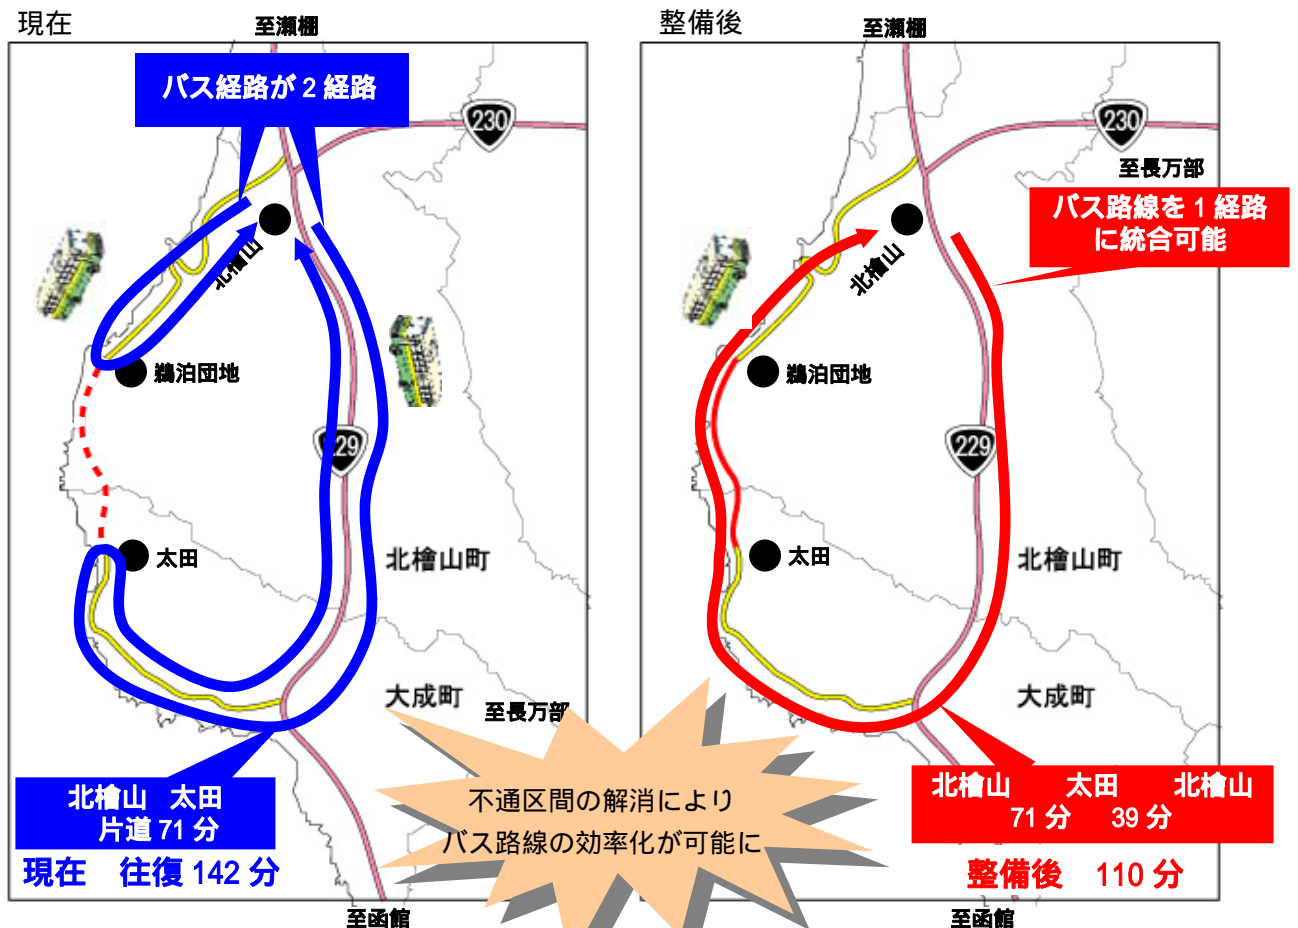 現在
至瀬棚
バス経路が 2 経路
230
北檜山
鵜泊団地
29
太田
北檜山町
大成町
至長万部
北檜山　太田
片道 71 分
現在　往復 142 分
至函館
不通区間の解消により
バス路線の効率化が可能に
整備後
至瀬棚
230
至長万部
バス路線を 1 経路
に統合可能
北檜山
鵜泊団地
229
太田
北檜山町
大成町
北檜山　太田　北檜山
71 分　39 分
整備後　110 分
至函館